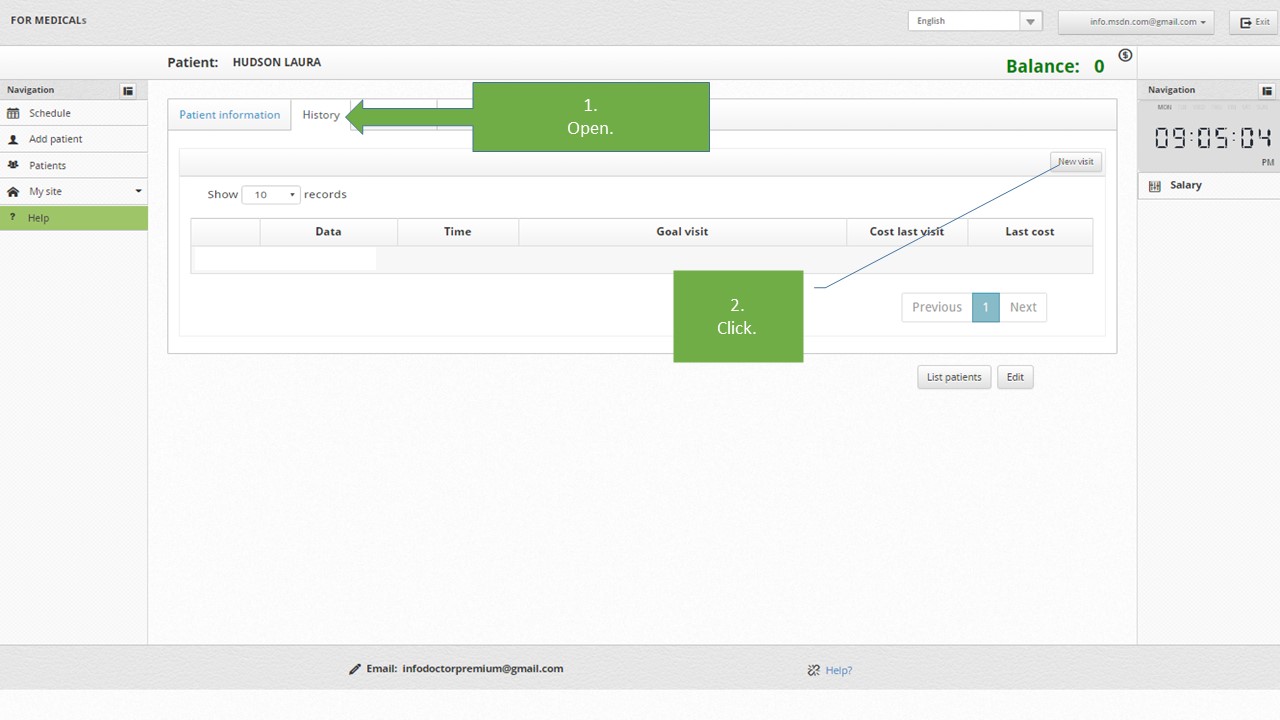 FOR MEDICALs
English
info.msdn.com@gmail.com
Exit
Patient: HUDSON LAURA
Balance: 0
Navigation
Schedule
Add patient
Patients
My site
Help
Patient information
History
1.
Open.
New visit
Show 10 records
Data Time Goal visit Cost last visit Last cost
2.
Click.
Previous 1 Next
List patients Edit
Navigation
MON
09:05:04
PM
Salary
Email: infodoctorpremium@gmail.com
Help?